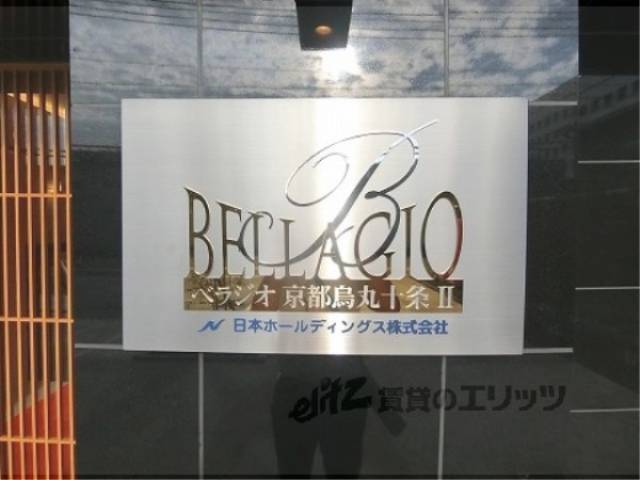 B
BELLAGIO
ベラジオ 京都烏丸十条 II
日本ホールディングス株式会社
elitz 賃貸のエリッツ